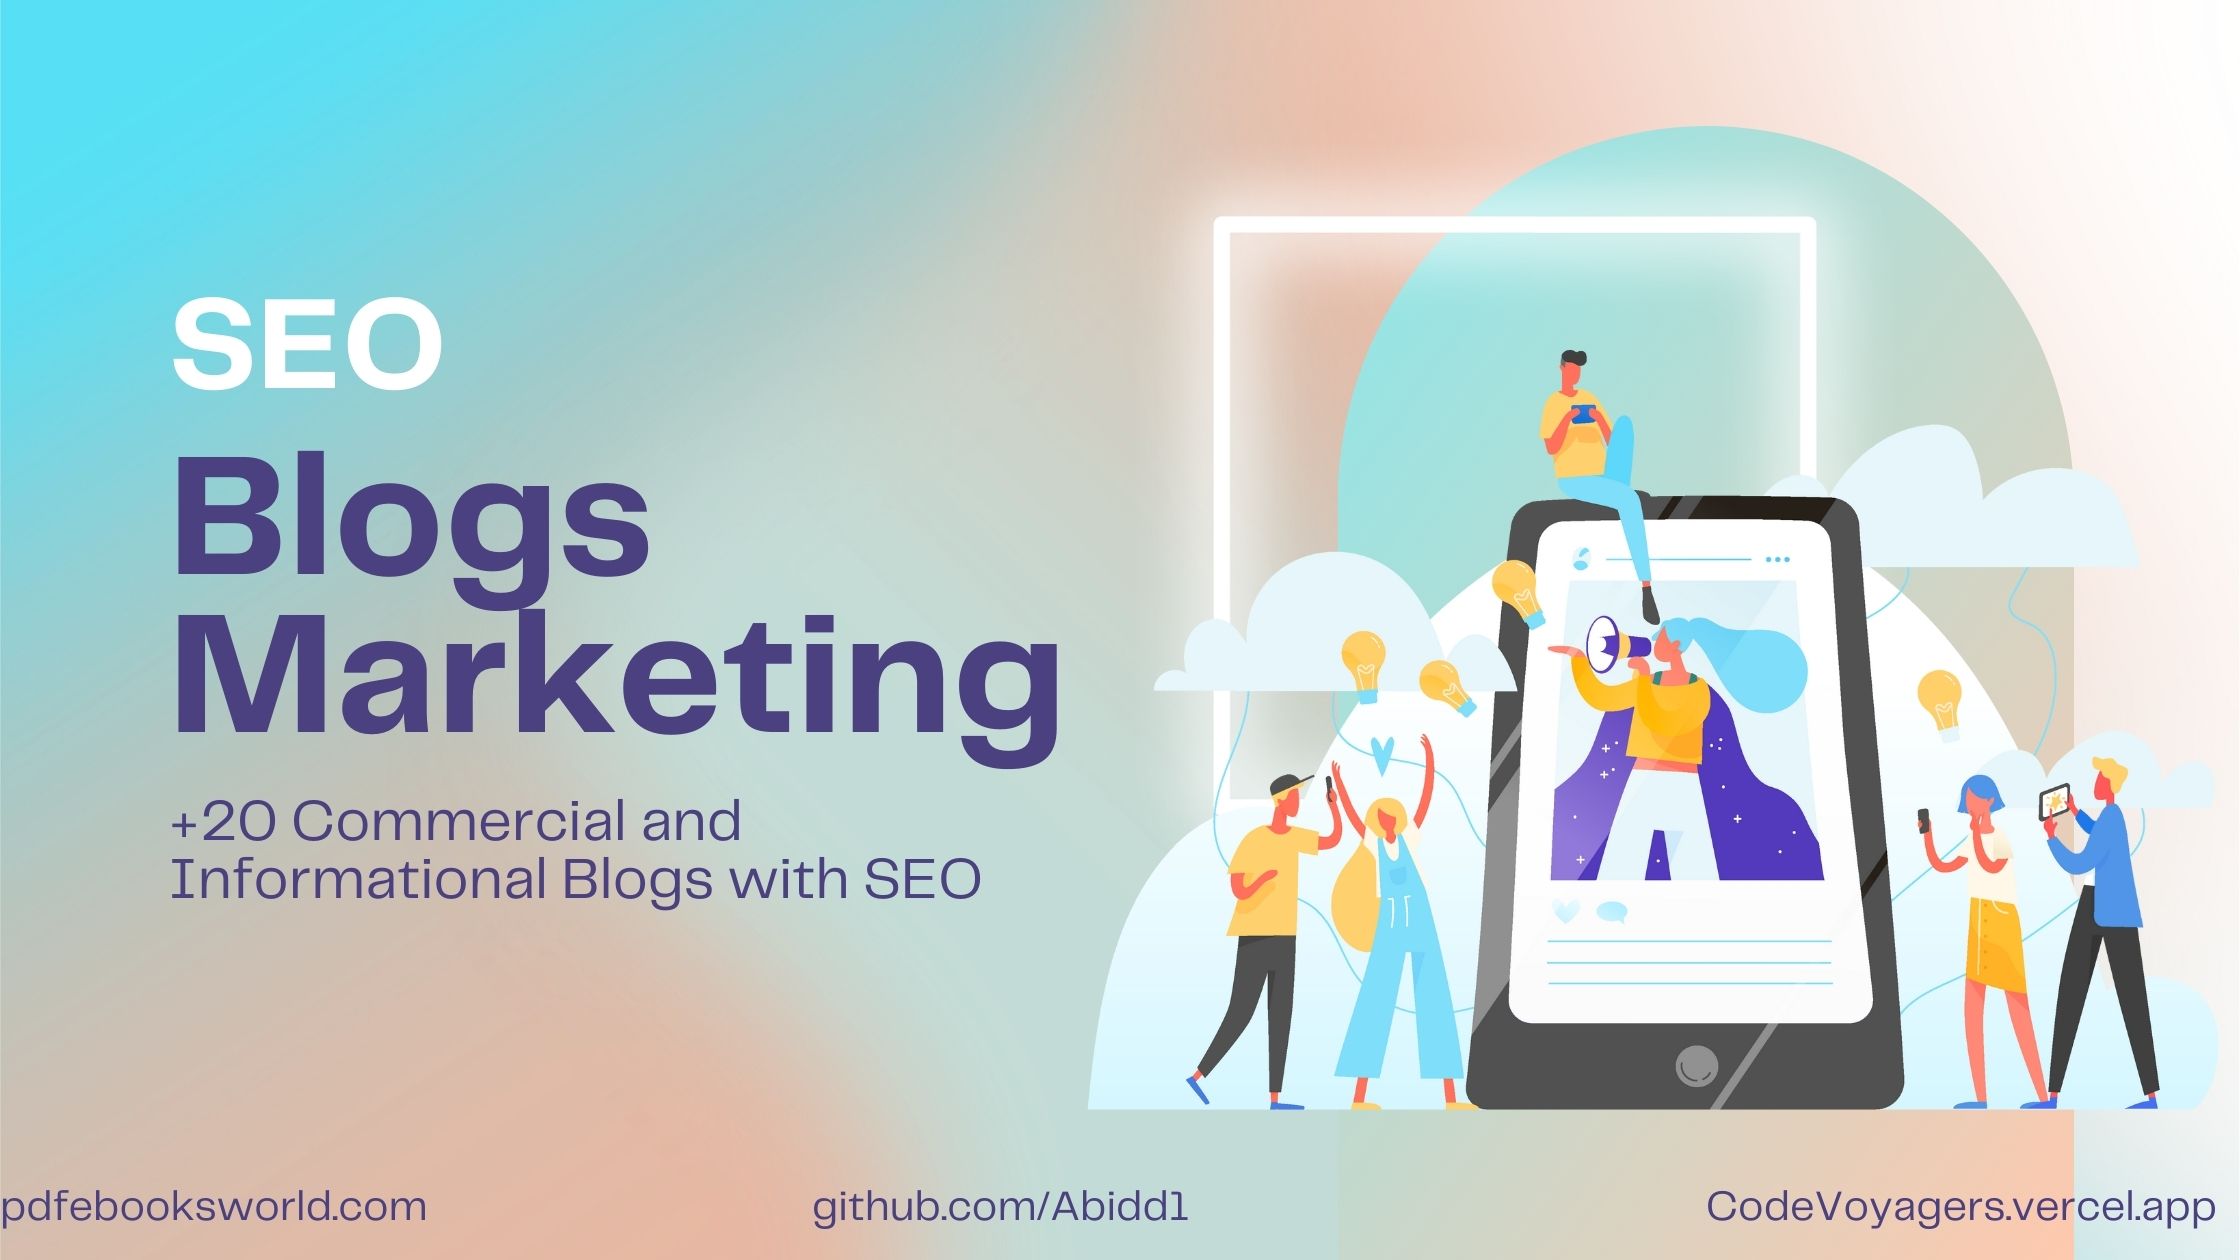 SEO
Blogs
Marketing
+20 Commercial and
Informational Blogs with SEO
pdfebooksworld.com
github.com/Abidd1
CodeVoyagers.vercel.app